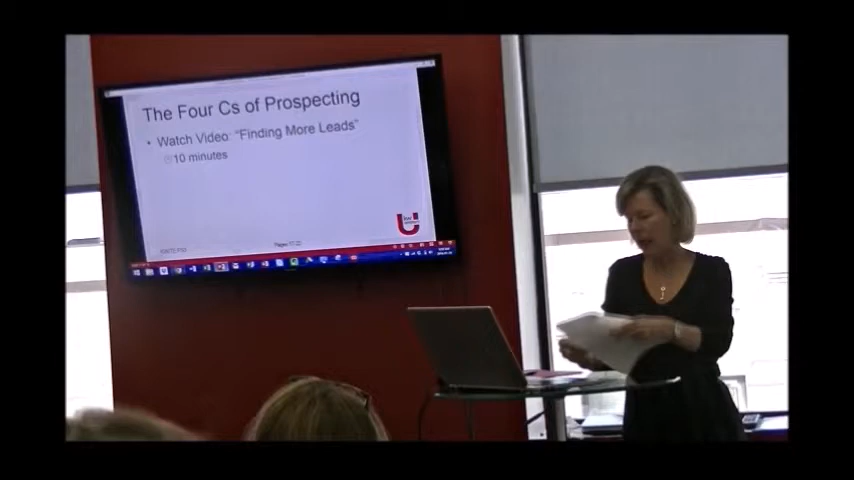 The Four Cs of Prospecting
• Watch Video: "Finding More Leads"
10 minutes